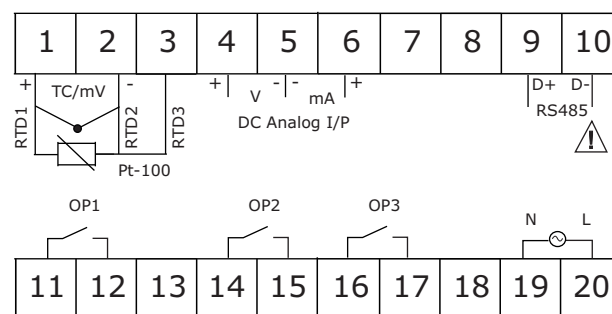 1 2 3 4 5 6 7 8 9 10
+ TC/mV - + V - - mA + D+ D-
RTD1 RTD2 RTD3 DC Analog I/P RS485
Pt-100
OP1 OP2 OP3 N L
11 12 13 14 15 16 17 18 19 20